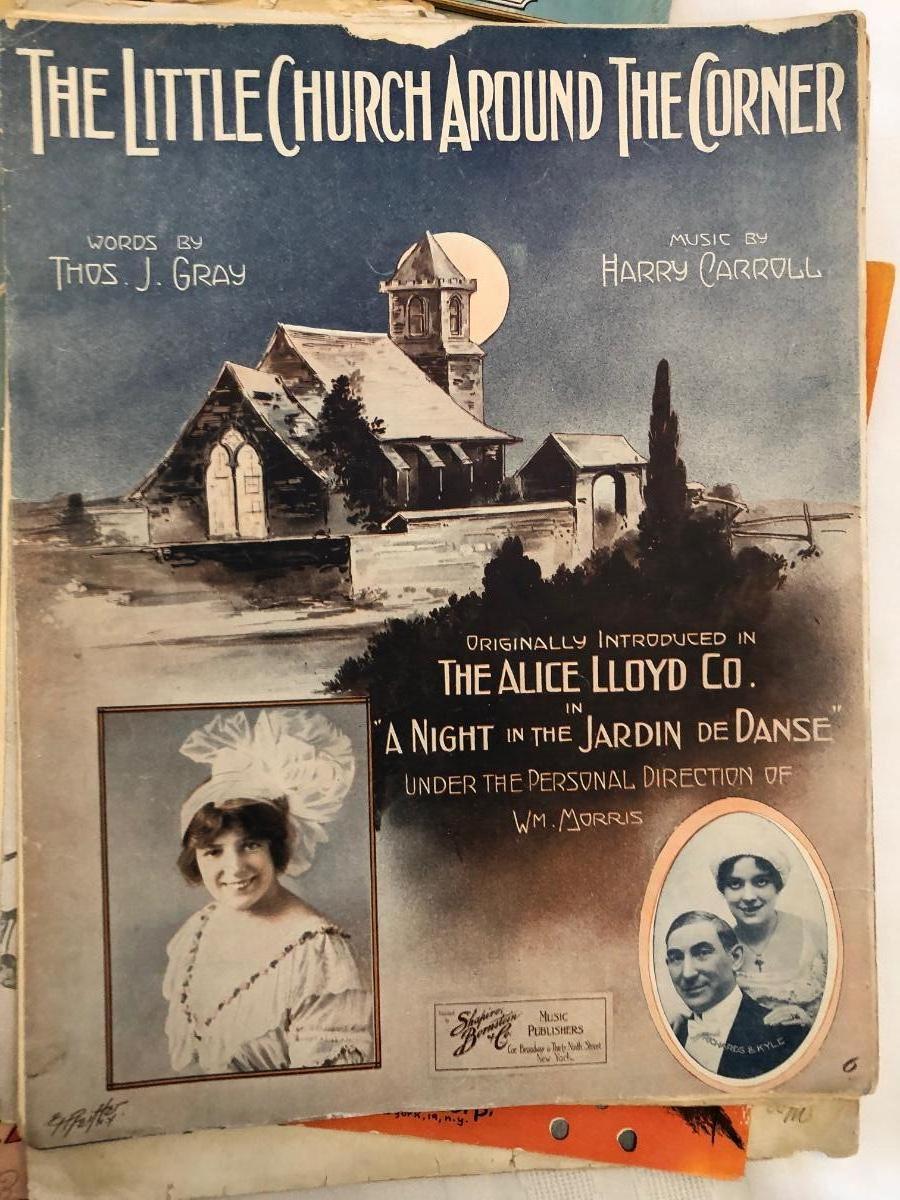 THE LITTLE CHURCH AROUND THE CORNER
WORDS BY
THOS. J. GRAY
MUSIC BY
HARRY CARROLL
ORIGINALLY INTRODUCED IN
THE ALICE LLOYD CO.
IN
"A NIGHT IN THE JARDIN DE DANSE"
UNDER THE PERSONAL DIRECTION OF
WM. MORRIS
RICHARDS & KYLE
Shapiro,
Bernstein
& Co.
MUSIC
PUBLISHERS
Cor. Broadway & Thirty Ninth Street
New York
6
N.Y.